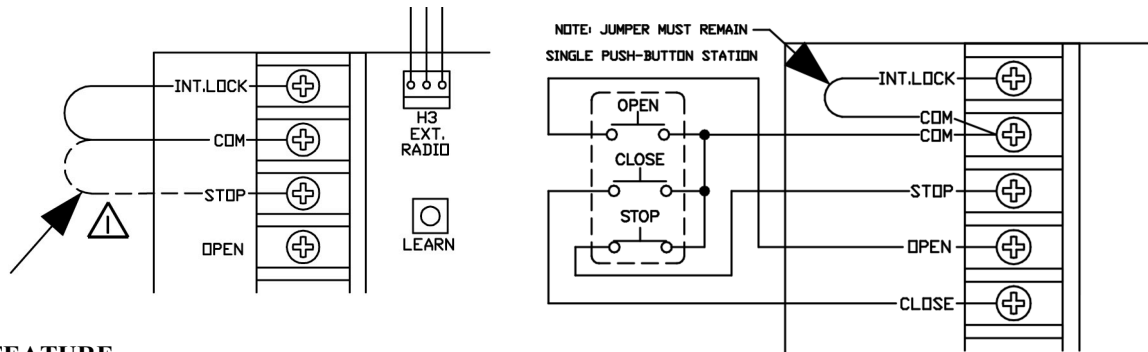 INT.LOCK
COM
STOP
OPEN
H3
EXT.
RADIO
LEARN
NOTE: JUMPER MUST REMAIN
SINGLE PUSH-BUTTON STATION
OPEN
CLOSE
STOP
INT.LOCK
COM
COM
STOP
OPEN
CLOSE